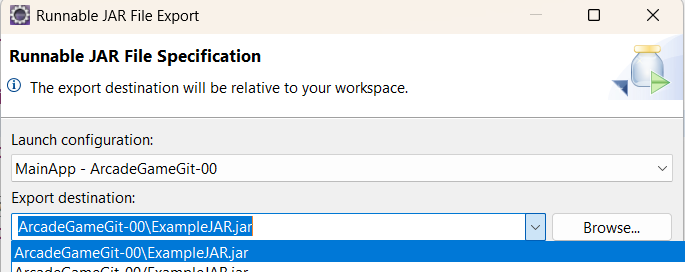 Runnable JAR File Export
Runnable JAR File Specification
The export destination will be relative to your workspace.
Launch configuration:
MainApp - ArcadeGameGit-00
Export destination:
ArcadeGameGit-00\ExampleJAR.jar
Browse...
ArcadeGameGit-00\ExampleJAR.jar
ArcadeGameGit-00/ExampleJAR.jar